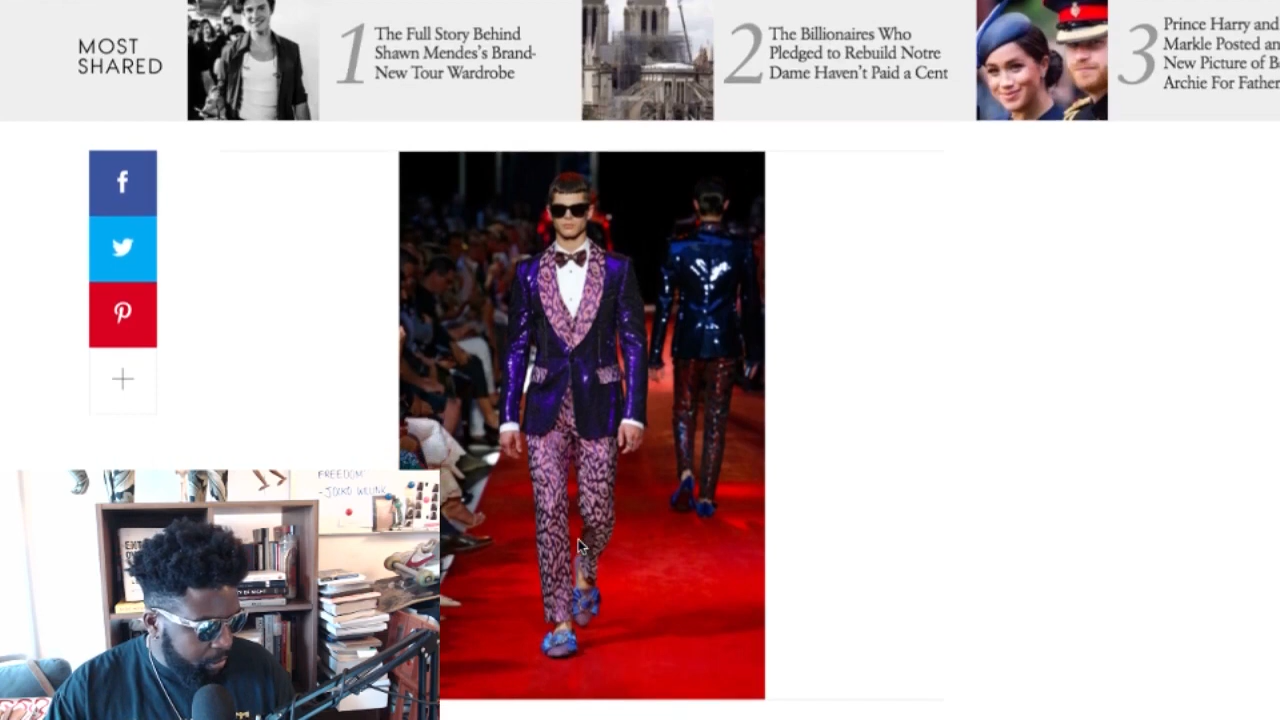 MOST
SHARED
1
The Full Story Behind
Shawn Mendes's Brand-
New Tour Wardrobe
2
The Billionaires Who
Pledged to Rebuild Notre
Dame Haven't Paid a Cent
3
Prince Harry and
Markle Posted an
New Picture of B
Archie For Father
f
FREEDOM
-JOCKO WILLINK
OF NIGHT